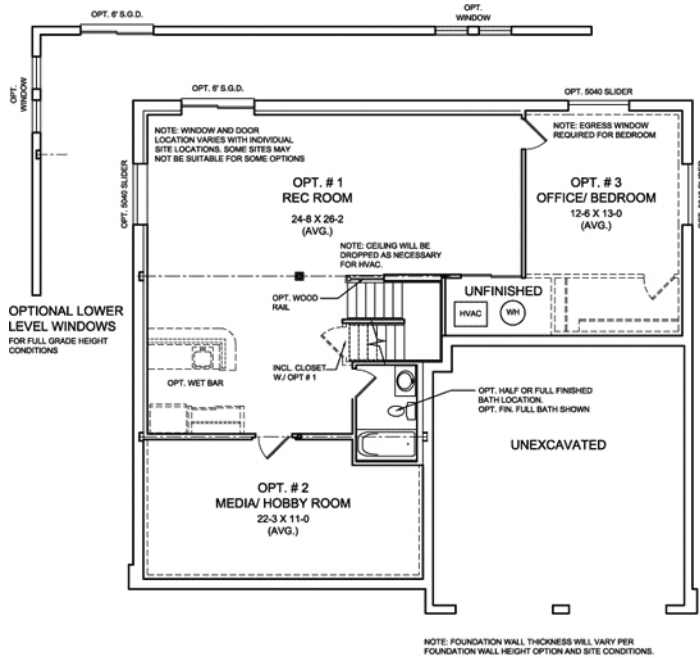 OPT. 6' S.G.D.
OPT.
WINDOW
OPT.
WINDOW
OPT. 6' S.G.D.
OPT. 5040 SLIDER
NOTE: WINDOW AND DOOR
LOCATION VARIES WITH INDIVIDUAL
SITE LOCATIONS. SOME SITES MAY
NOT BE SUITABLE FOR SOME OPTIONS
NOTE: EGRESS WINDOW
REQUIRED FOR BEDROOM
OPT. 5040 SLIDER
OPT. # 1
REC ROOM
24-8 X 26-2
(AVG.)
OPT. # 3
OFFICE/ BEDROOM
12-6 X 13-0
(AVG.)
NOTE: CEILING WILL BE
DROPPED AS NECESSARY
FOR HVAC.
OPT. WOOD
RAIL
UNFINISHED
HVAC
WH
OPTIONAL LOWER
LEVEL WINDOWS
FOR FULL GRADE HEIGHT
CONDITIONS
INCL. CLOSET
W./ OPT # 1
OPT. WET BAR
OPT. HALF OR FULL FINISHED
BATH LOCATION.
OPT. FIN. FULL BATH SHOWN
UNEXCAVATED
OPT. # 2
MEDIA/ HOBBY ROOM
22-3 X 11-0
(AVG.)
NOTE: FOUNDATION WALL THICKNESS WILL VARY PER
FOUNDATION WALL HEIGHT OPTION AND SITE CONDITIONS.